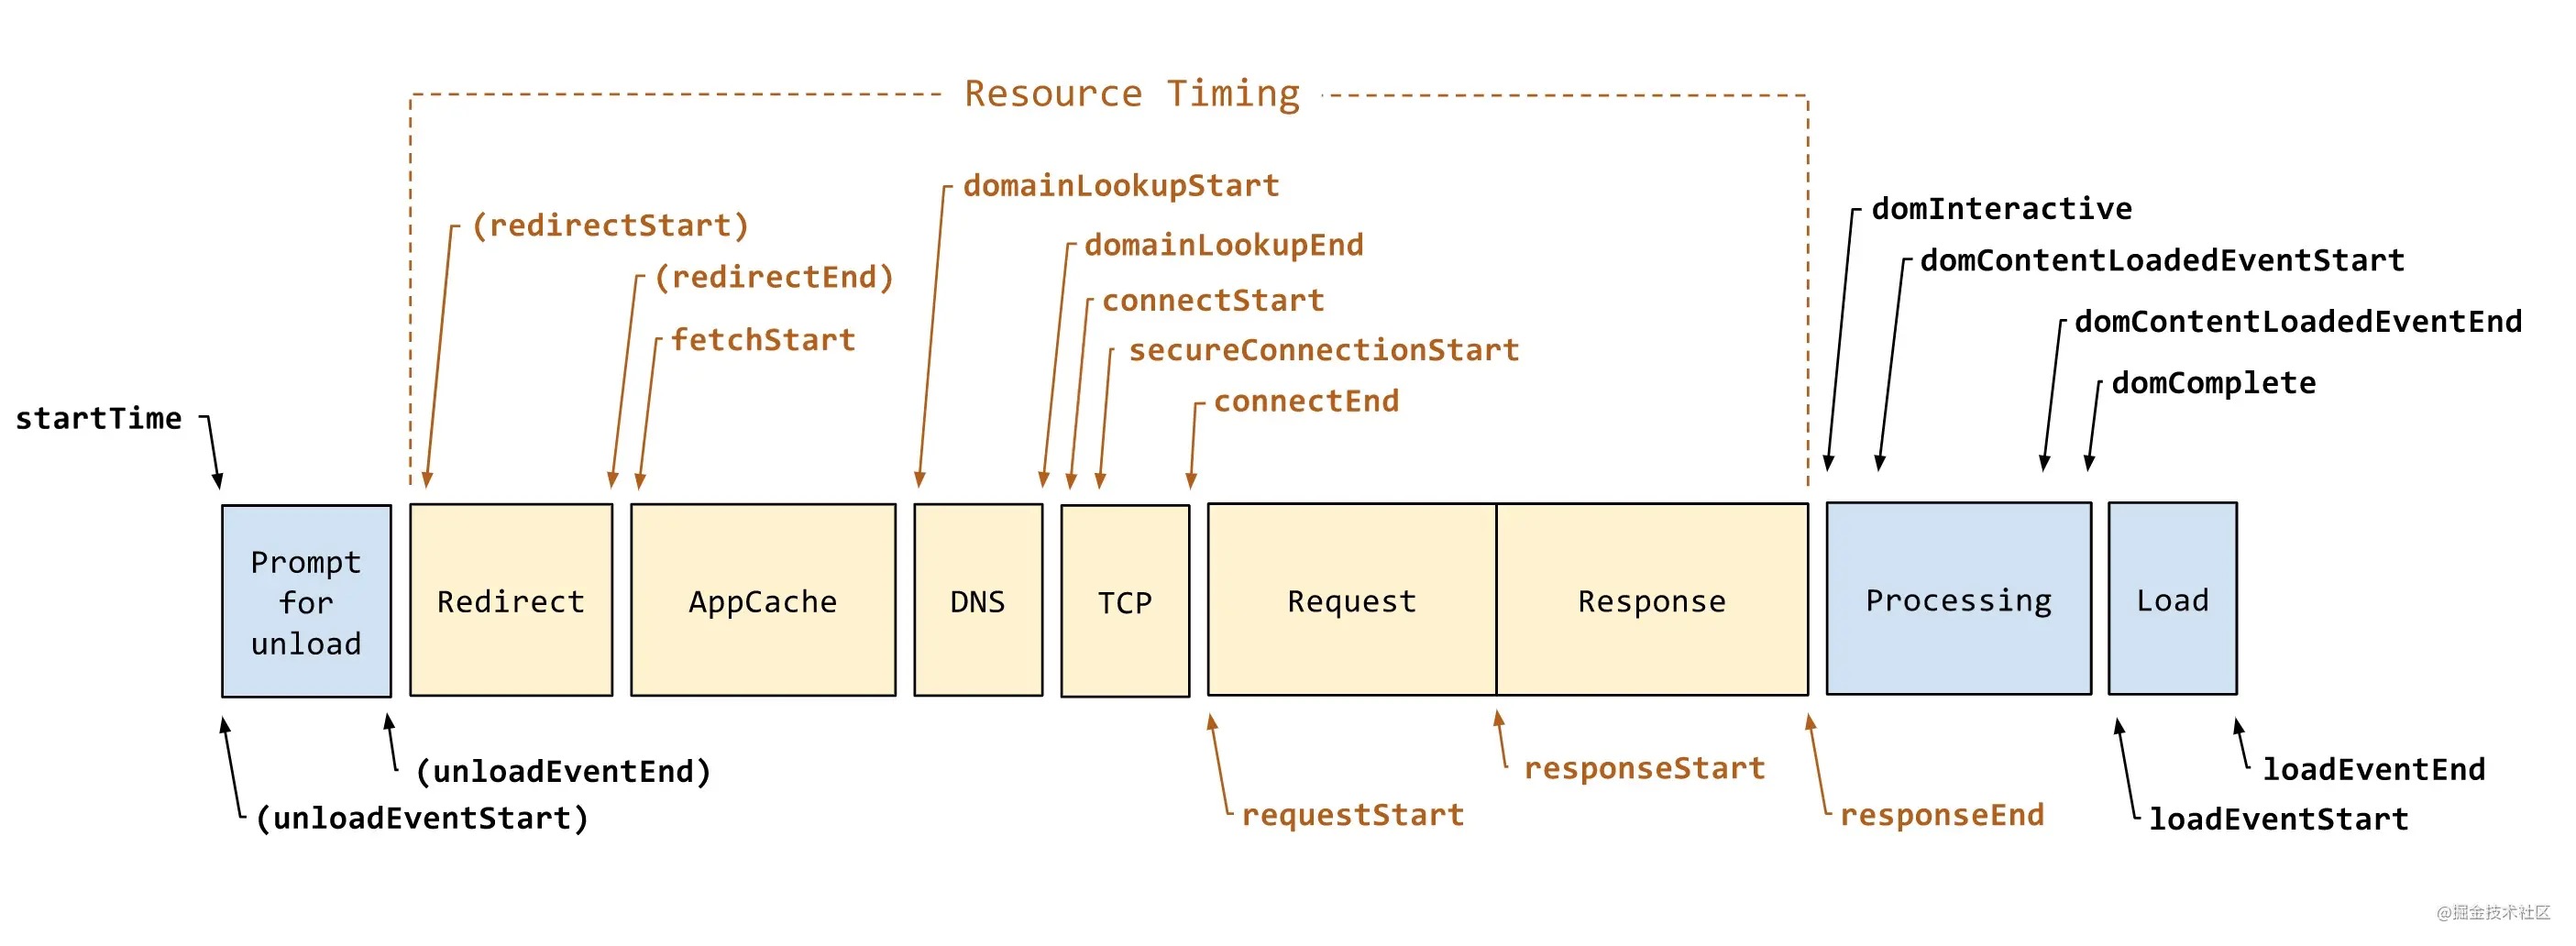 Resource Timing
domainLookupStart
(redirectStart)
domInteractive
domainLookupEnd
(redirectEnd)
domContentLoadedEventStart
connectStart
fetchStart
domContentLoadedEventEnd
secureConnectionStart
domComplete
connectEnd
startTime
Prompt
for
unload
Redirect
AppCache
DNS
TCP
Request
Response
Processing
Load
(unloadEventEnd)
responseStart
loadEventEnd
(unloadEventStart)
requestStart
responseEnd
loadEventStart
@掘金技术社区